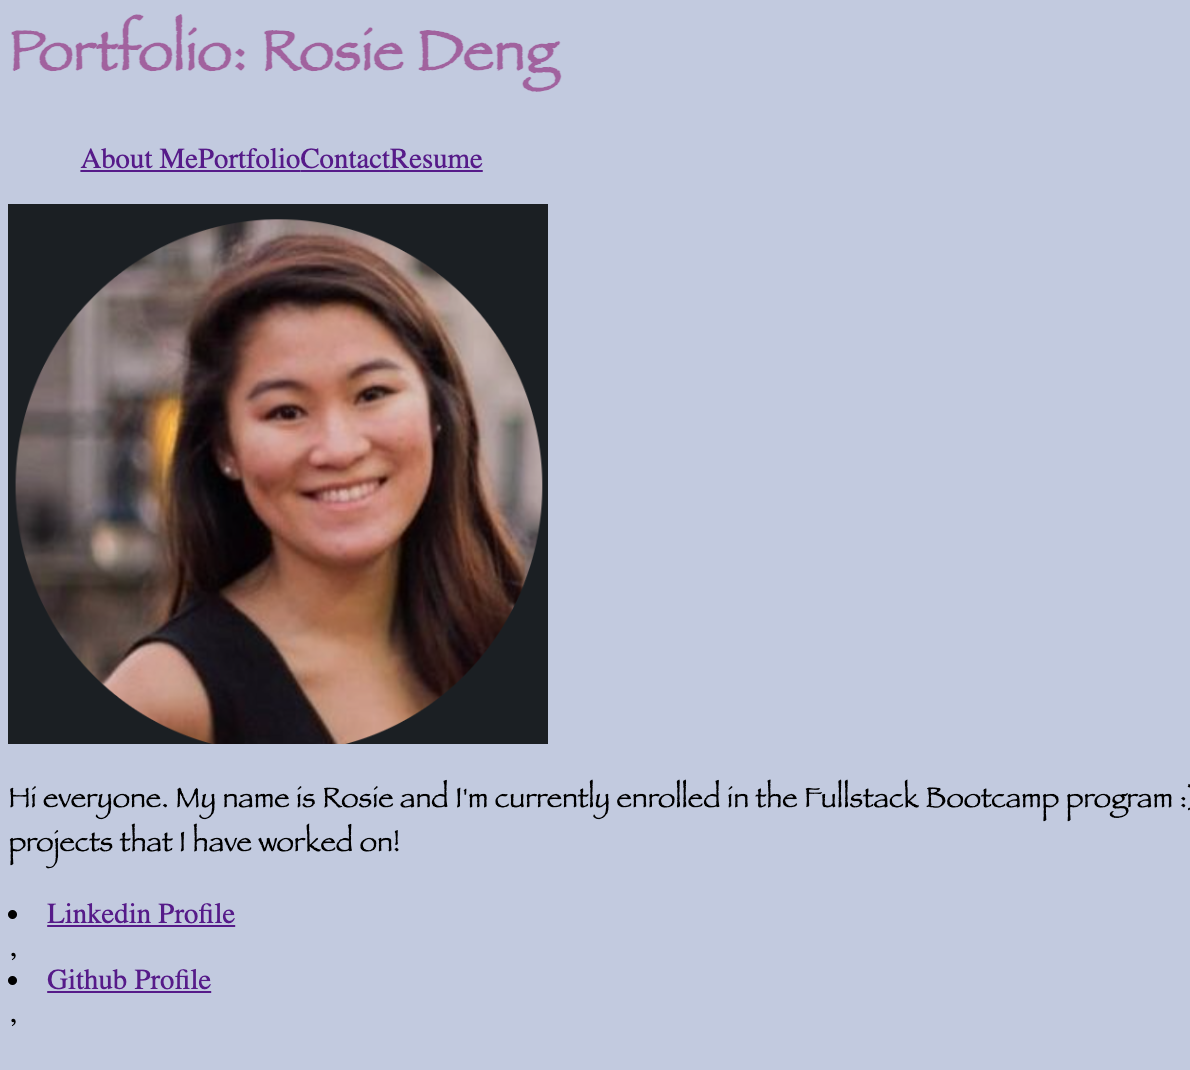 Portfolio: Rosie Deng
About MePortfolioContactResume
Hi everyone. My name is Rosie and I'm currently enrolled in the Fullstack Bootcamp program :)
projects that I have worked on!
• Linkedin Profile
,
• Github Profile
,